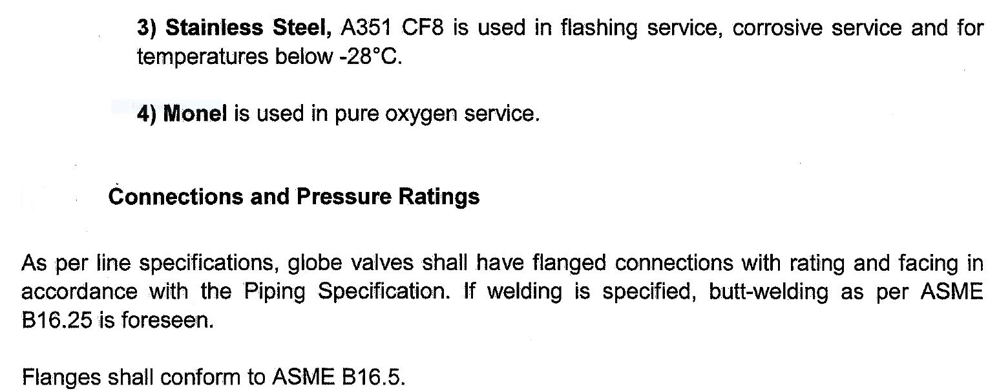 3) Stainless Steel, A351 CF8 is used in flashing service, corrosive service and for
temperatures below -28°C.
4) Monel is used in pure oxygen service.
Connections and Pressure Ratings
As per line specifications, globe valves shall have flanged connections with rating and facing in
accordance with the Piping Specification. If welding is specified, butt-welding as per ASME
B16.25 is foreseen.
Flanges shall conform to ASME B16.5.